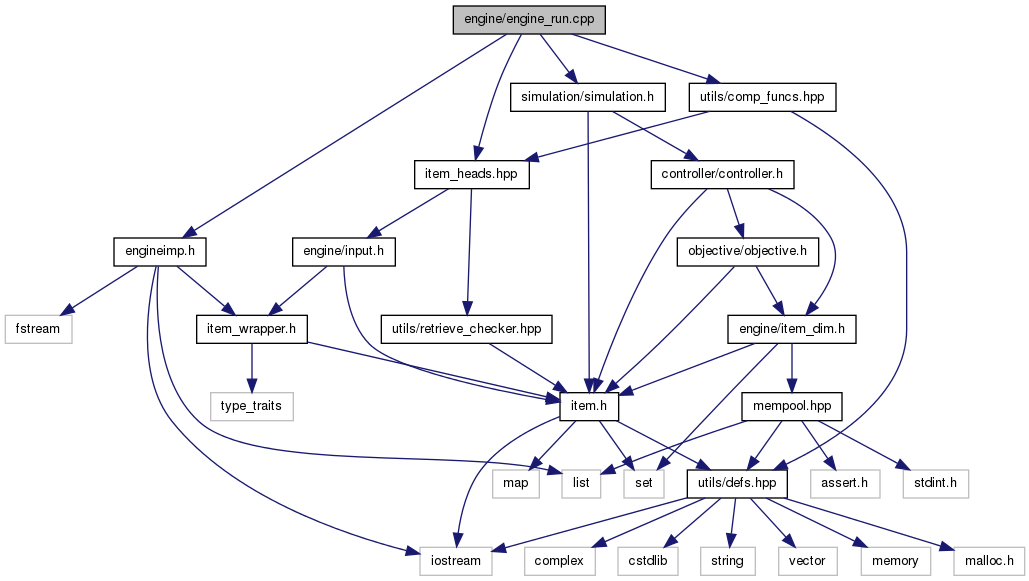 engine/engine_run.cpp
simulation/simulation.h
utils/comp_funcs.hpp
item_heads.hpp
controller/controller.h
engineimp.h
engine/input.h
objective/objective.h
fstream
item_wrapper.h
utils/retrieve_checker.hpp
engine/item_dim.h
type_traits
item.h
mempool.hpp
map
list
set
utils/defs.hpp
assert.h
stdint.h
iostream
complex
cstdlib
string
vector
memory
malloc.h